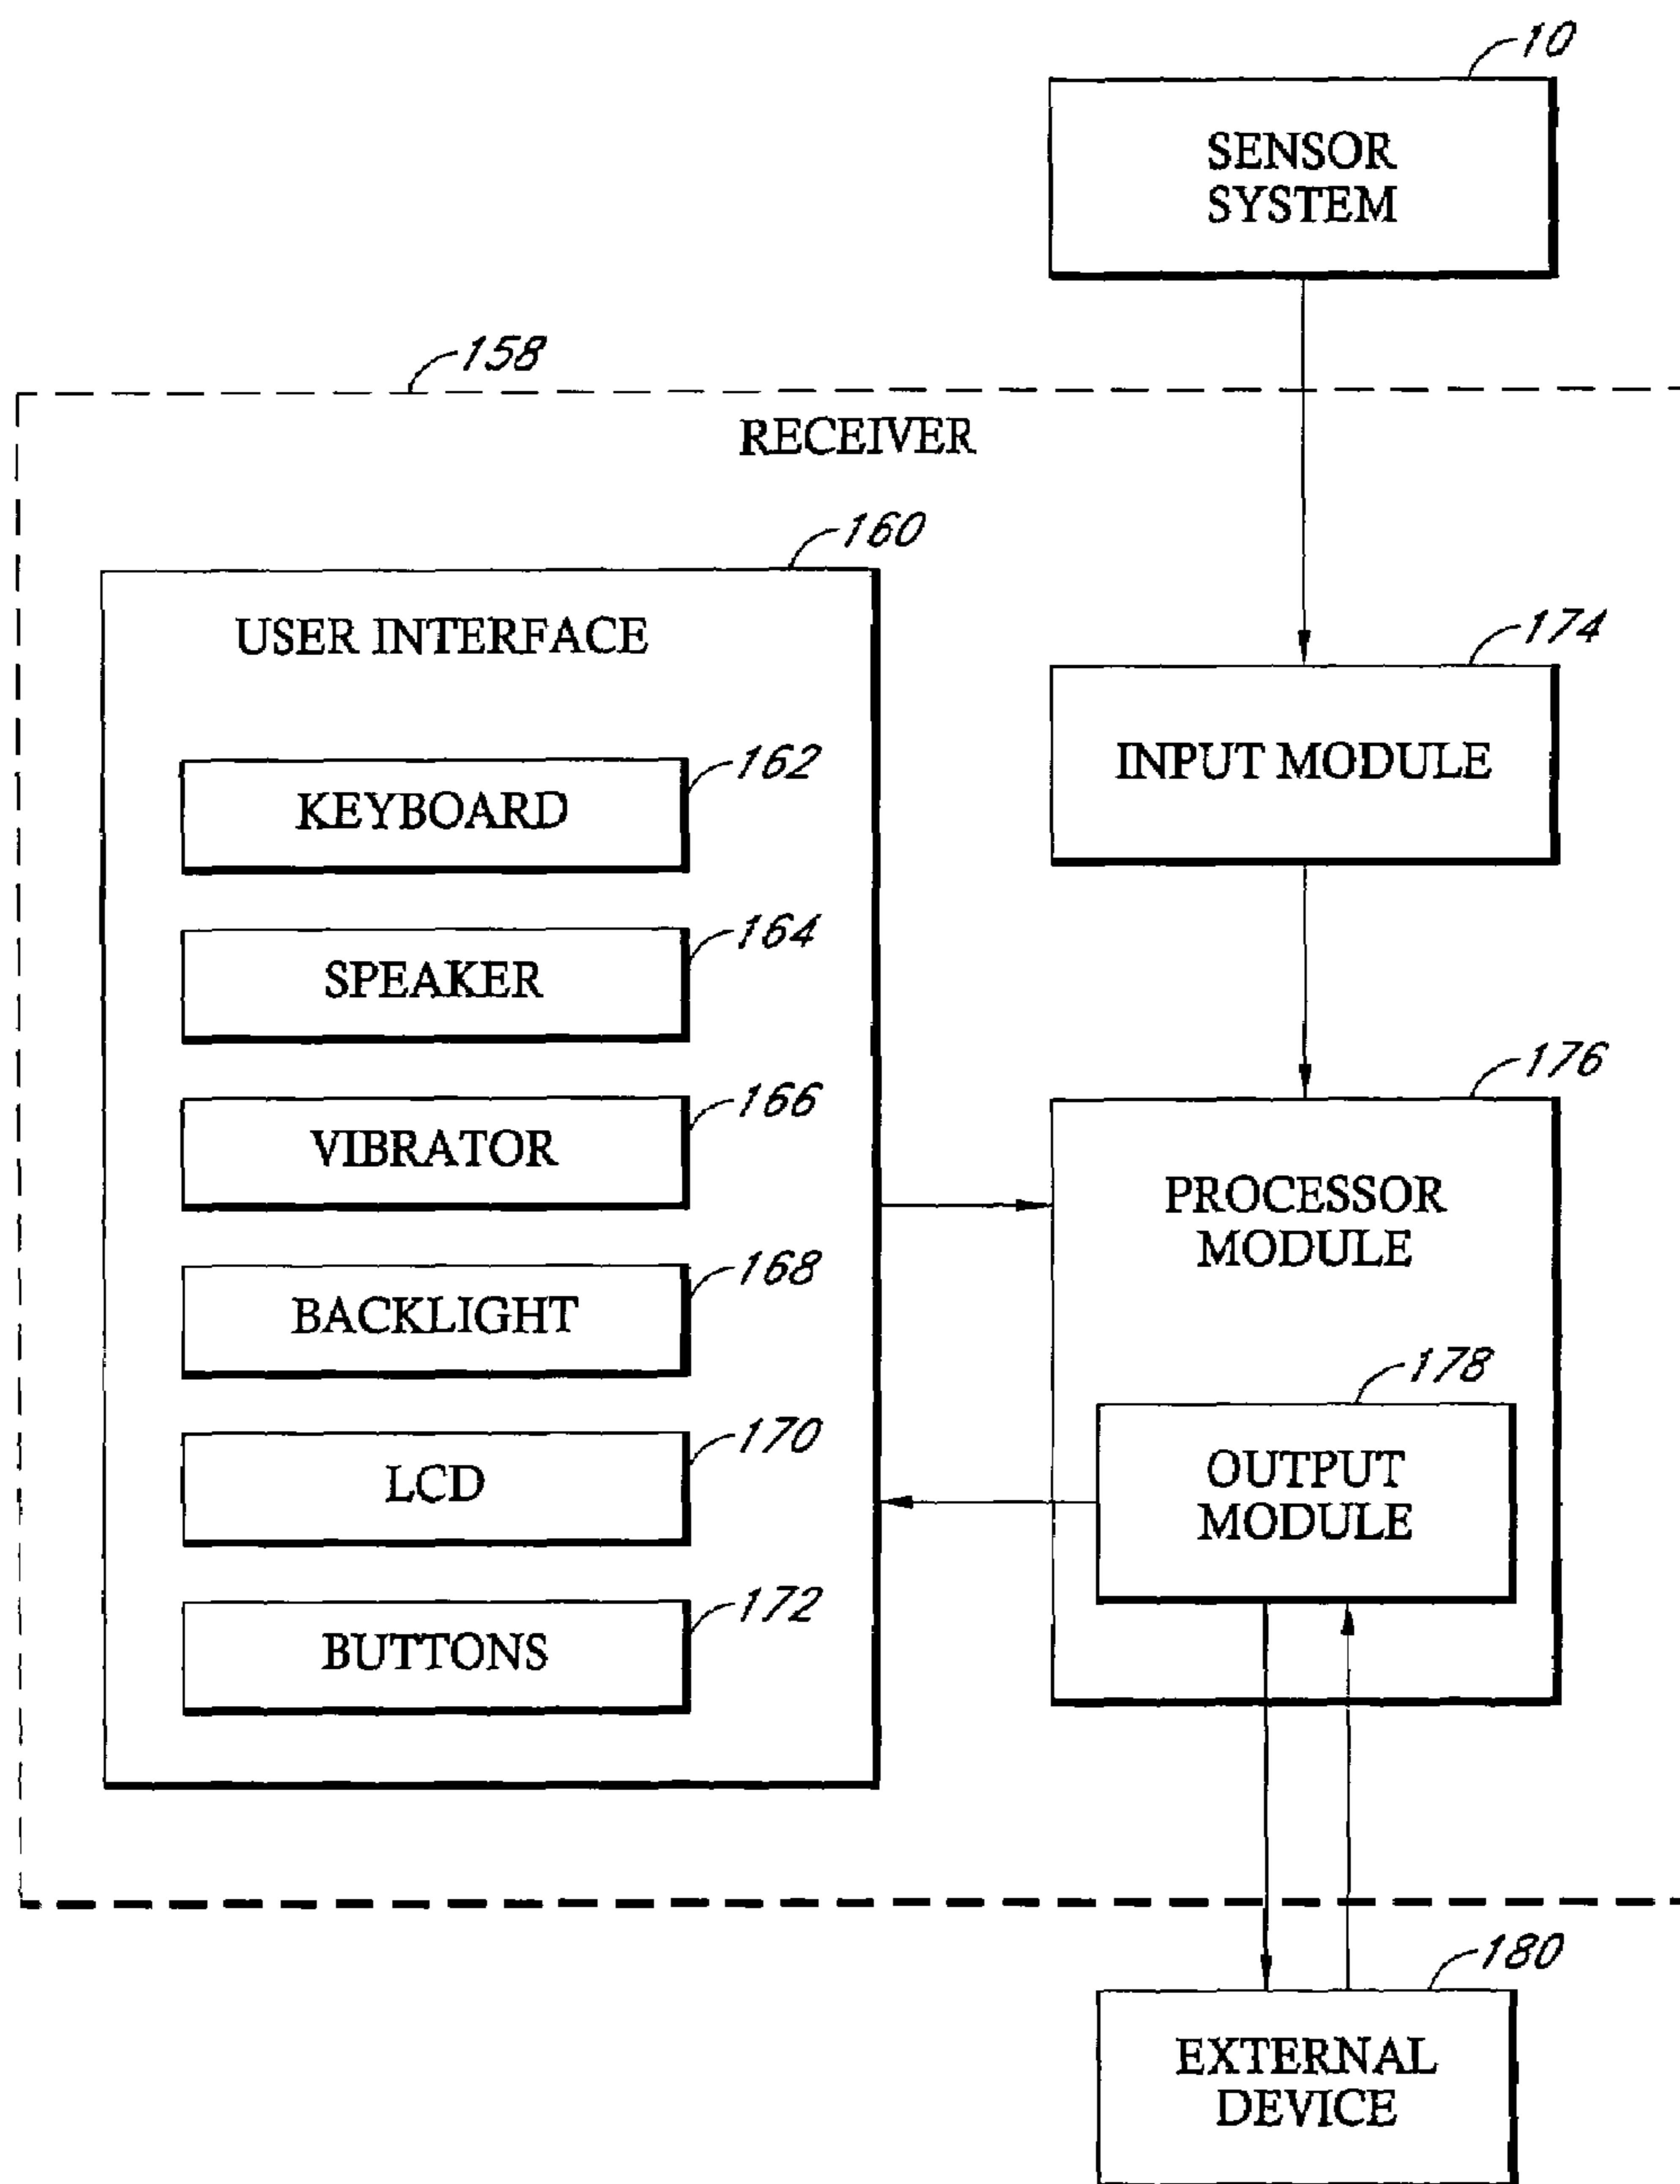 10
SENSOR
SYSTEM
158
RECEIVER
160
USER INTERFACE
174
INPUT MODULE
162
KEYBOARD
164
SPEAKER
166
VIBRATOR
176
PROCESSOR
MODULE
168
BACKLIGHT
178
OUTPUT
MODULE
170
LCD
172
BUTTONS
180
EXTERNAL
DEVICE